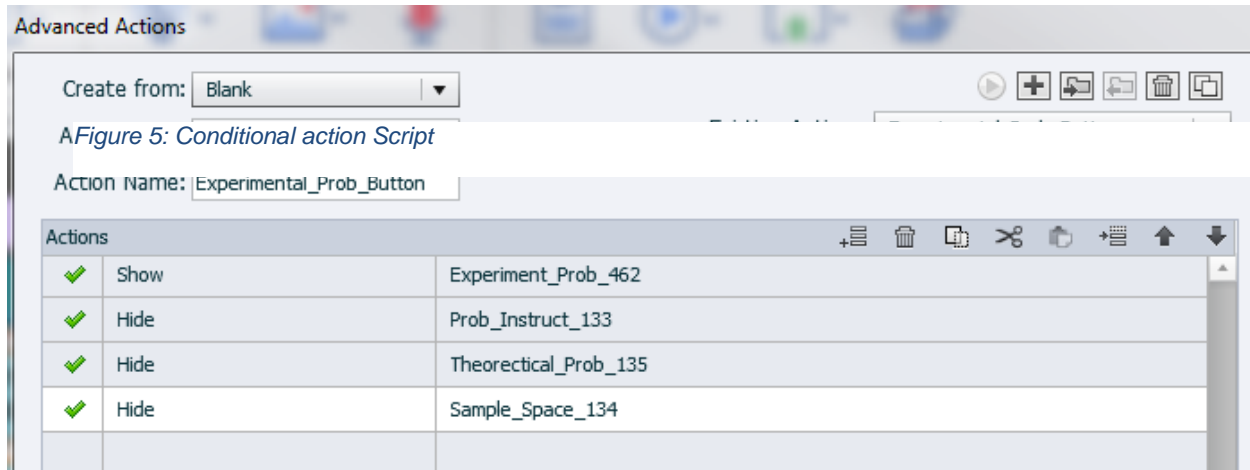 Advanced Actions
Create from: Blank
Figure 5: Conditional action Script
Action Name: Experimental_Prob_Button
Actions
Show Experiment_Prob_462
Hide Prob_Instruct_133
Hide Theorectical_Prob_135
Hide Sample_Space_134